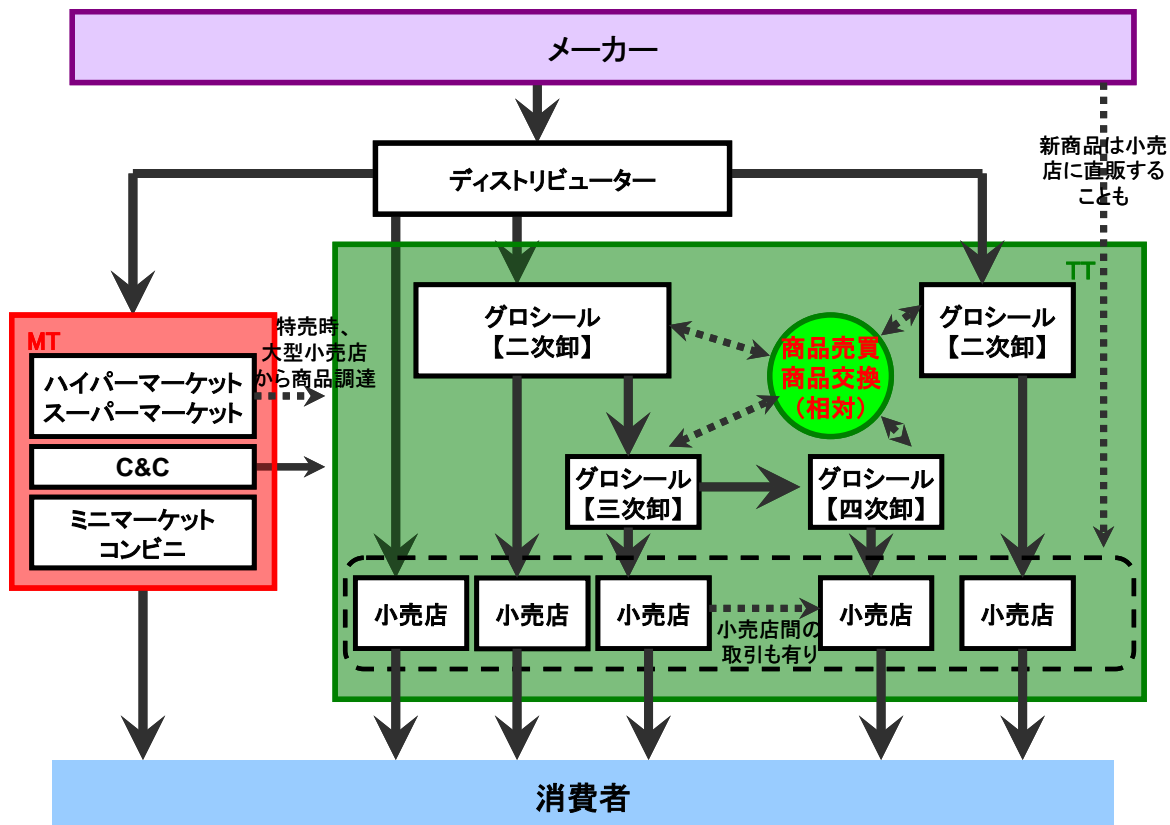 メーカー
新商品は小売
店に直販する
ことも
ディストリビューター
TT
MT
特売時、
大型小売店
から商品調達
ハイパーマーケット
スーパーマーケット
C&C
ミニマーケット
コンビニ
グロシール
【二次卸】
商品売買
商品交換
（相対）
グロシール
【二次卸】
グロシール
【三次卸】
グロシール
【四次卸】
小売店
小売店
小売店
小売店間の
取引も有り
小売店
小売店
消費者